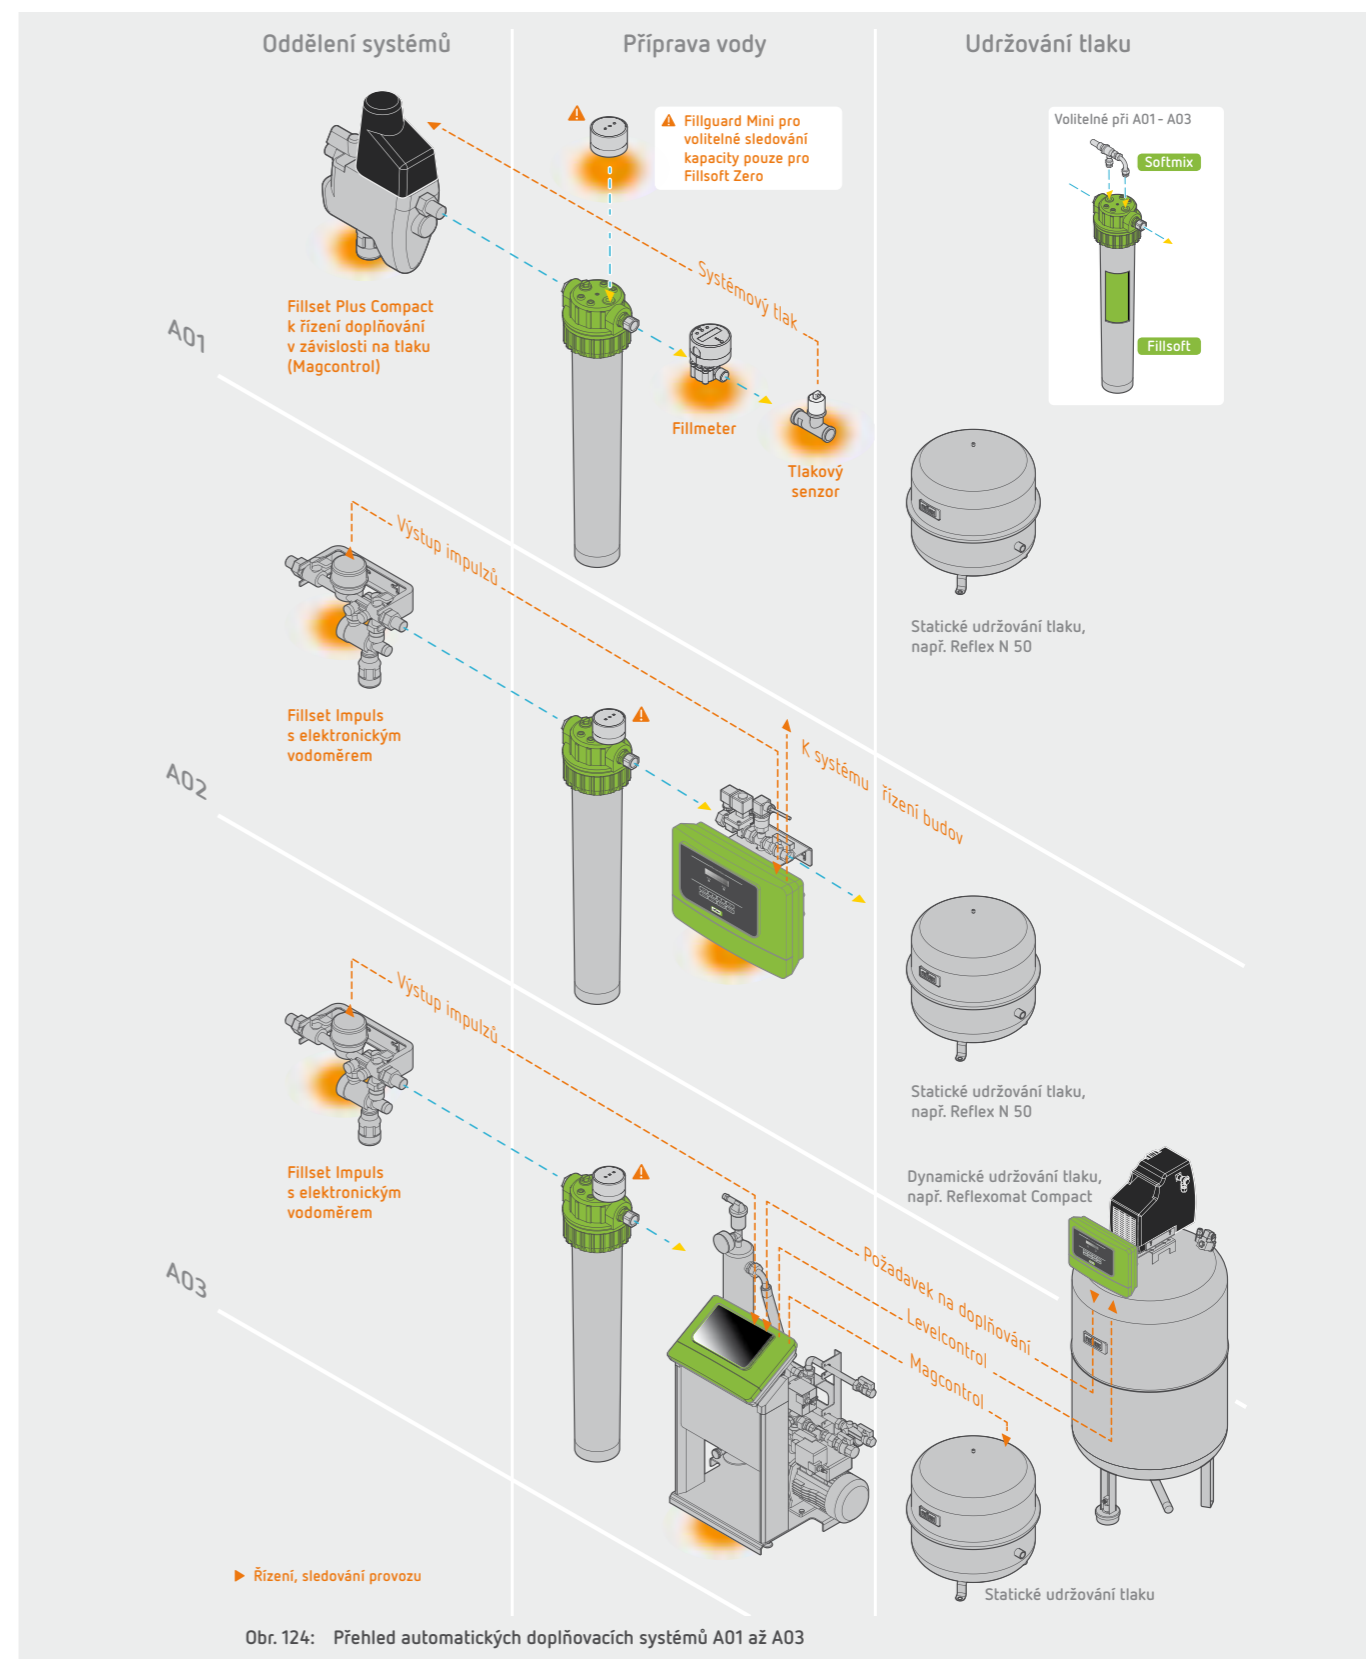 Oddělení systémů
Příprava vody
Udržování tlaku
Fillguard Mini pro
volitelné sledování
kapacity pouze pro
Fillsoft Zero
Volitelné při A01 - A03
Softmix
Fillsoft
Systémový tlak
Fillset Plus Compact
k řízení doplňování
v závislosti na tlaku
(Magcontrol)
A01
Fillmeter
Tlakový
senzor
Statické udržování tlaku,
např. Reflex N 50
Výstup impulzů
Fillset Impuls
s elektronickým
vodoměrem
A02
K systému řízení budov
Statické udržování tlaku,
např. Reflex N 50
Výstup impulzů
Fillset Impuls
s elektronickým
vodoměrem
A03
Dynamické udržování tlaku,
např. Reflexomat Compact
Požadavek na doplňování
Levelcontrol
Magcontrol
Statické udržování tlaku
Řízení, sledování provozu
Obr. 124: Přehled automatických doplňovacích systémů A01 až A03